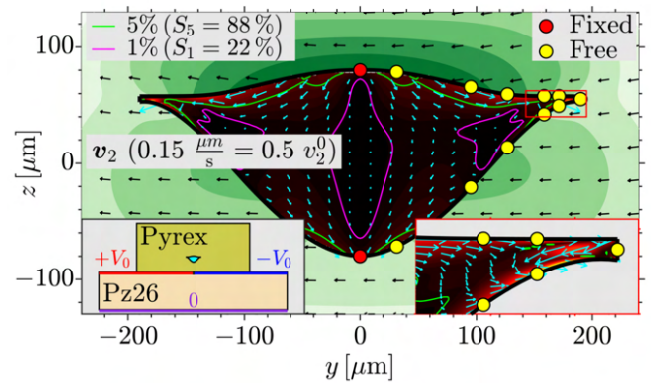 100
0
−100
z [μm]
5% (S₅ = 88 %)
1% (S₁ = 22 %)
Fixed
Free
v₂ (0.15 μm/s = 0.5 v₂⁰)
Pyrex
+V₀
−V₀
Pz26
0
−200
−100
0
100
200
y [μm]